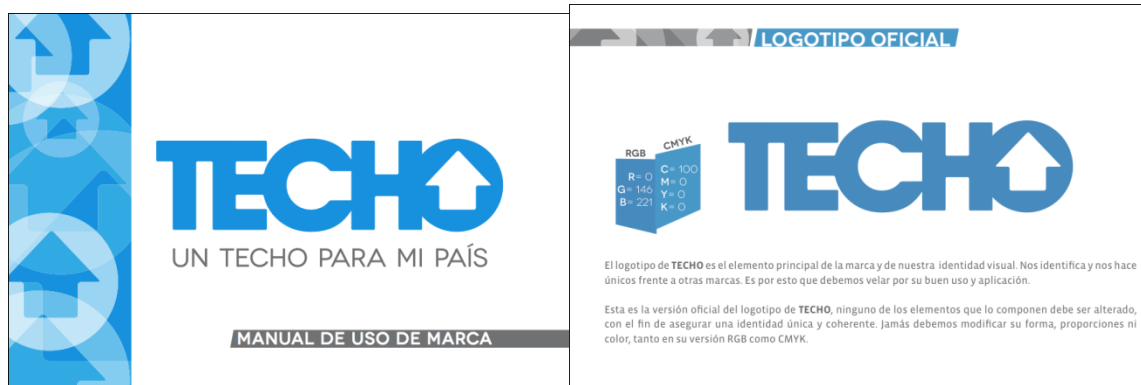 TECHO
UN TECHO PARA MI PAÍS
MANUAL DE USO DE MARCA
LOGOTIPO OFICIAL
RGB
R= 0
G= 146
B= 221
CMYK
C= 100
M= 0
Y= 0
K= 0
TECHO
El logotipo de TECHO es el elemento principal de la marca y de nuestra identidad visual. Nos identifica y nos hace
únicos frente a otras marcas. Es por esto que debemos velar por su buen uso y aplicación.
Esta es la versión oficial del logotipo de TECHO, ninguno de los elementos que lo componen debe ser alterado,
con el fin de asegurar una identidad única y coherente. Jamás debemos modificar su forma, proporciones ni
color, tanto en su versión RGB como CMYK.